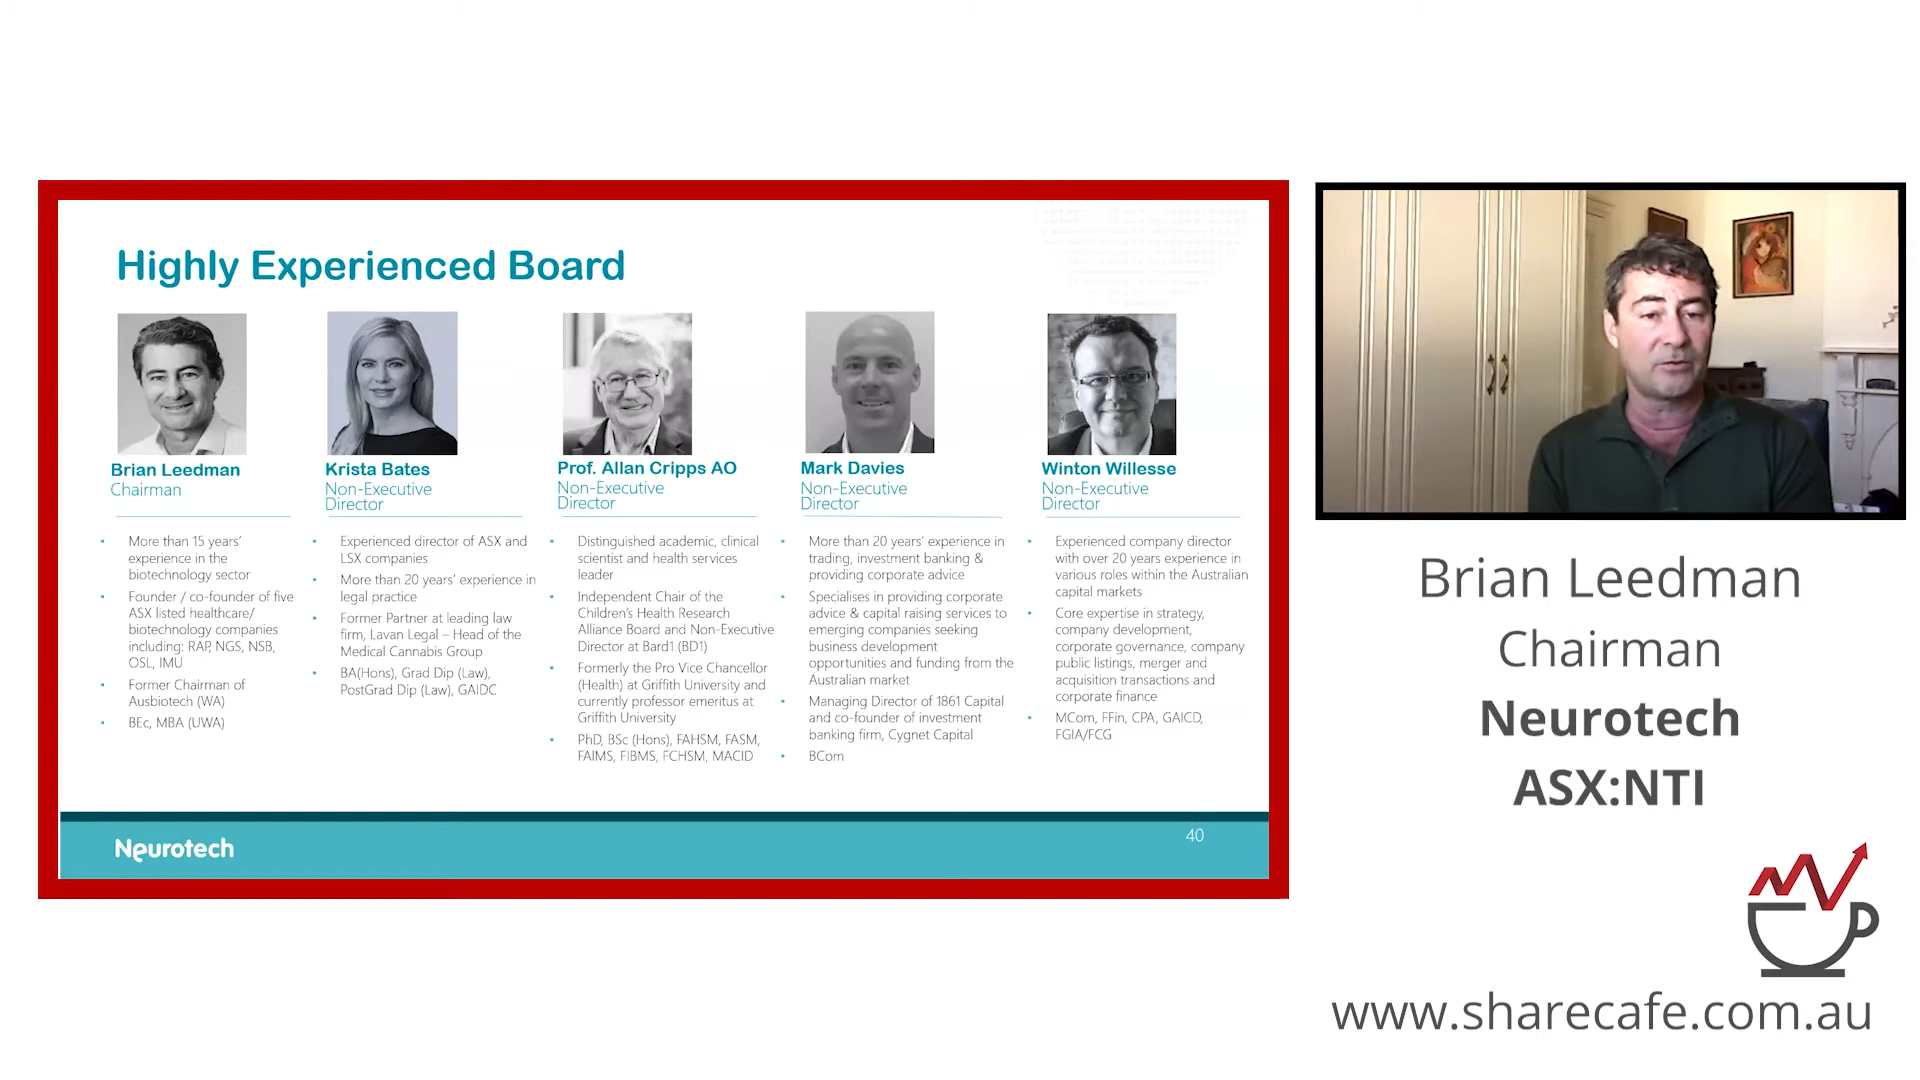 Highly Experienced Board
Brian Leedman
Chairman
More than 15 years'
experience in the
biotechnology sector
Founder / co-founder of five
ASX listed healthcare/
biotechnology companies
including: RAP, NGS, NSB,
OSL, IMU
Former Chairman of
Ausbiotech (WA)
BEc, MBA (UWA)
Krista Bates
Non-Executive
Director
Experienced director of ASX and
LSX companies
More than 20 years' experience in
legal practice
Former Partner at leading law
firm, Lavan Legal – Head of the
Medical Cannabis Group
BA(Hons), Grad Dip (Law),
PostGrad Dip (Law), GAIDC
Prof. Allan Cripps AO
Non-Executive
Director
Distinguished academic, clinical
scientist and health services
leader
Independent Chair of the
Children's Health Research
Alliance Board and Non-Executive
Director at Bard1 (BD1)
Formerly the Pro Vice Chancellor
(Health) at Griffith University and
currently professor emeritus at
Griffith University
PhD, BSc (Hons), FAHSM, FASM,
FAIMS, FIBMS, FCHSM, MACID
Mark Davies
Non-Executive
Director
More than 20 years' experience in
trading, investment banking &
providing corporate advice
Specialises in providing corporate
advice & capital raising services to
emerging companies seeking
business development
opportunities and funding from the
Australian market
Managing Director of 1861 Capital
and co-founder of investment
banking firm, Cygnet Capital
BCom
Winton Willesse
Non-Executive
Director
Experienced company director
with over 20 years experience in
various roles within the Australian
capital markets
Core expertise in strategy,
company development,
corporate governance, company
public listings, merger and
acquisition transactions and
corporate finance
MCom, FFin, CPA, GAICD,
FGIA/FCG
Neurotech
40
Brian Leedman
Chairman
Neurotech
ASX:NTI
www.sharecafe.com.au